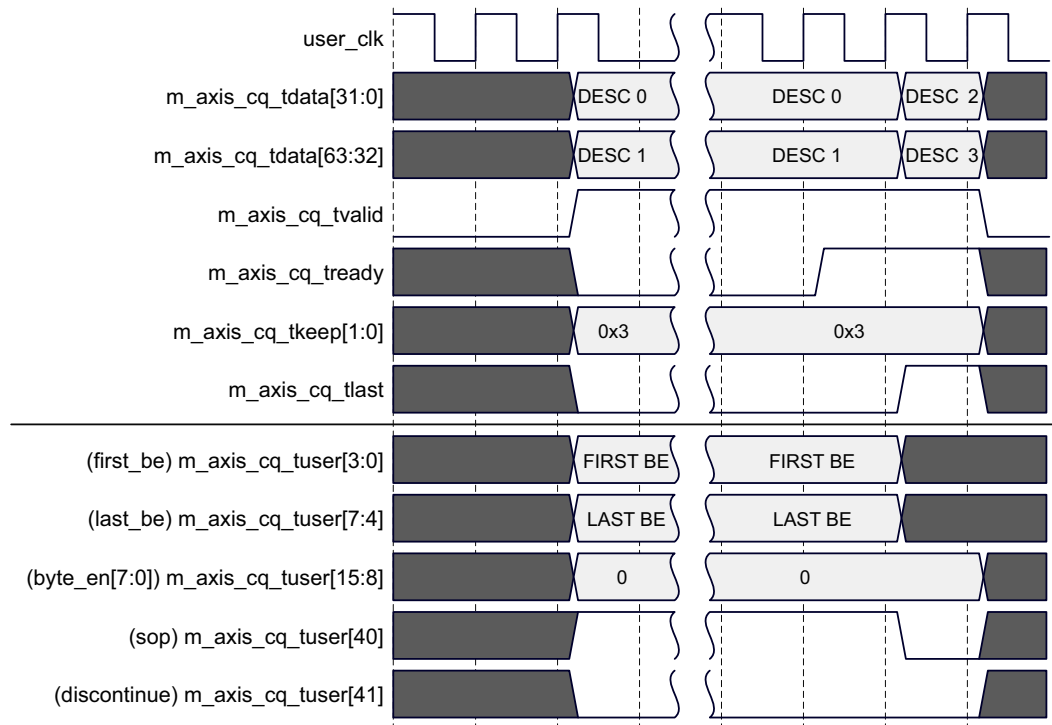 user_clk
m_axis_cq_tdata[31:0] DESC 0 DESC 0 DESC 2
m_axis_cq_tdata[63:32] DESC 1 DESC 1 DESC 3
m_axis_cq_tvalid
m_axis_cq_tready
m_axis_cq_tkeep[1:0] 0x3 0x3
m_axis_cq_tlast
(first_be) m_axis_cq_tuser[3:0] FIRST BE FIRST BE
(last_be) m_axis_cq_tuser[7:4] LAST BE LAST BE
(byte_en[7:0]) m_axis_cq_tuser[15:8] 0 0
(sop) m_axis_cq_tuser[40]
(discontinue) m_axis_cq_tuser[41]